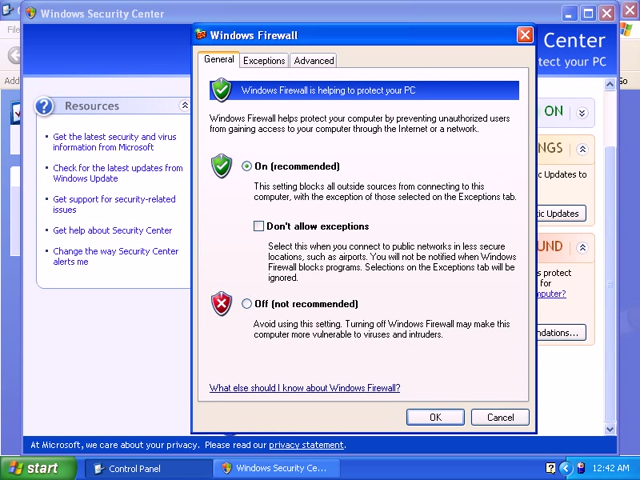 Windows Security Center
Windows Firewall
General
Exceptions
Advanced
Windows Firewall is helping to protect your PC
Windows Firewall helps protect your computer by preventing unauthorized users
from gaining access to your computer through the Internet or a network.
On (recommended)
This setting blocks all outside sources from connecting to this
computer, with the exception of those selected on the Exceptions tab.
Don't allow exceptions
Select this when you connect to public networks in less secure
locations, such as airports. You will not be notified when Windows
Firewall blocks programs. Selections on the Exceptions tab will be
ignored.
Off (not recommended)
Avoid using this setting. Turning off Windows Firewall may make this
computer more vulnerable to viruses and intruders.
What else should I know about Windows Firewall?
OK
Cancel
Resources
Get the latest security and virus
information from Microsoft
Check for the latest updates from
Windows Update
Get support for security-related
issues
Get help about Security Center
Change the way Security Center
alerts me
Center
tect your PC
ON
NGS
ic Updates to
tic Updates
UND
s protect
for
mputer?
ndations...
At Microsoft, we care about your privacy. Please read our privacy statement.
start
Control Panel
Windows Security Ce...
12:42 AM